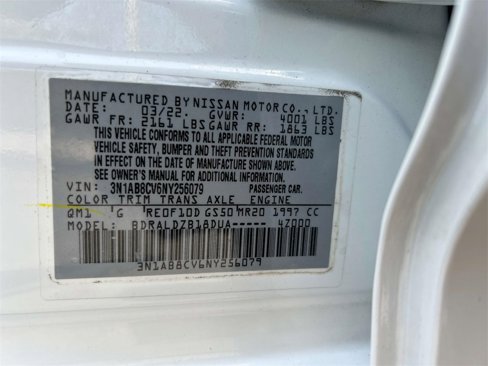 MANUFACTURED BY NISSAN MOTOR CO., LTD.
DATE: 03/22. GVWR: 4001 LBS
GAWR FR: 2161 LBS GAWR RR: 1863 LBS
THIS VEHICLE CONFORMS TO ALL APPLICABLE FEDERAL MOTOR
VEHICLE SAFETY, BUMPER AND THEFT PREVENTION STANDARDS
IN EFFECT ON THE DATE OF MANUFACTURE SHOWN ABOVE.
SEE OWNER'S MANUAL FOR ADDITIONAL INFORMATION
VIN: 3N1AB8CV6NY256079 PASSENGER CAR.
COLOR TRIM TRANS AXLE ENGINE
QM1 G RE0F10D GS50 MR20 1997 CC
MODEL: BDRALDZB18DUA----- 4Z000
3N1AB8CV6NY256079